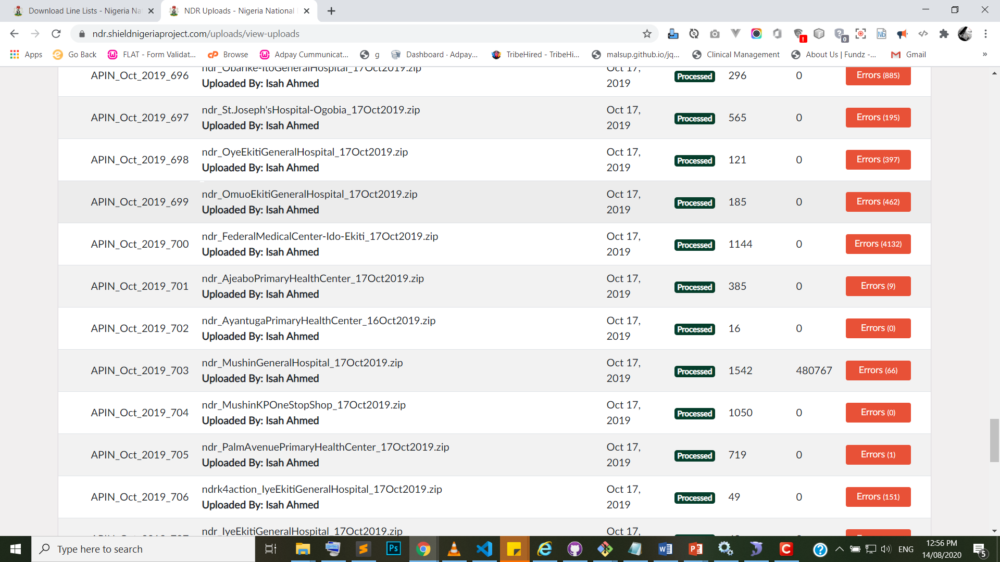 Download Line Lists - Nigeria Na
NDR Uploads - Nigeria National
ndr.shieldnigeriaproject.com/uploads/view-uploads
!
0
Nb
Apps
Go Back
FLAT - Form Validat...
cP
Browse
Adpay Cummunicat...
g
Dashboard · Adpay...
TribeHired - TribeHi...
malsup.github.io/jq...
Clinical Management
About Us | Fundz -...
Gmail
»
APIN_Oct_2019_696
ndr_Obarike-ItoGeneralHospital_17Oct2019.zip
Uploaded By: Isah Ahmed
Oct 17,
2019
Processed
296
0
Errors (885)
APIN_Oct_2019_697
ndr_St.Joseph'sHospital-Ogobia_17Oct2019.zip
Uploaded By: Isah Ahmed
Oct 17,
2019
Processed
565
0
Errors (195)
APIN_Oct_2019_698
ndr_OyeEkitiGeneralHospital_17Oct2019.zip
Uploaded By: Isah Ahmed
Oct 17,
2019
Processed
121
0
Errors (397)
APIN_Oct_2019_699
ndr_OmuoEkitiGeneralHospital_17Oct2019.zip
Uploaded By: Isah Ahmed
Oct 17,
2019
Processed
185
0
Errors (462)
APIN_Oct_2019_700
ndr_FederalMedicalCenter-Ido-Ekiti_17Oct2019.zip
Uploaded By: Isah Ahmed
Oct 17,
2019
Processed
1144
0
Errors (4132)
APIN_Oct_2019_701
ndr_AjeaboPrimaryHealthCenter_17Oct2019.zip
Uploaded By: Isah Ahmed
Oct 17,
2019
Processed
385
0
Errors (9)
APIN_Oct_2019_702
ndr_AyantugaPrimaryHealthCenter_16Oct2019.zip
Uploaded By: Isah Ahmed
Oct 17,
2019
Processed
16
0
Errors (0)
APIN_Oct_2019_703
ndr_MushinGeneralHospital_17Oct2019.zip
Uploaded By: Isah Ahmed
Oct 17,
2019
Processed
1542
480767
Errors (66)
APIN_Oct_2019_704
ndr_MushinKPOneStopShop_17Oct2019.zip
Uploaded By: Isah Ahmed
Oct 17,
2019
Processed
1050
0
Errors (0)
APIN_Oct_2019_705
ndr_PalmAvenuePrimaryHealthCenter_17Oct2019.zip
Uploaded By: Isah Ahmed
Oct 17,
2019
Processed
719
0
Errors (1)
APIN_Oct_2019_706
ndrk4action_IyeEkitiGeneralHospital_17Oct2019.zip
Uploaded By: Isah Ahmed
Oct 17,
2019
Processed
49
0
Errors (151)
ndr_IyeEkitiGeneralHospital_17Oct2019.zip
Oct 17,
Type here to search
Ps
ENG
12:56 PM
14/08/2020
5